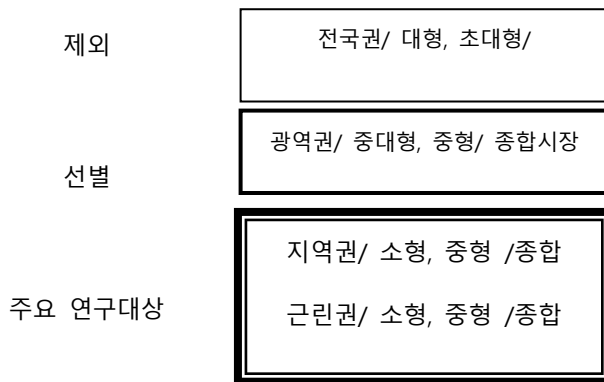 제외
전국권/ 대형, 초대형/
광역권/ 중대형, 중형/ 종합시장
선별
지역권/ 소형, 중형 /종합
주요 연구대상
근린권/ 소형, 중형 /종합